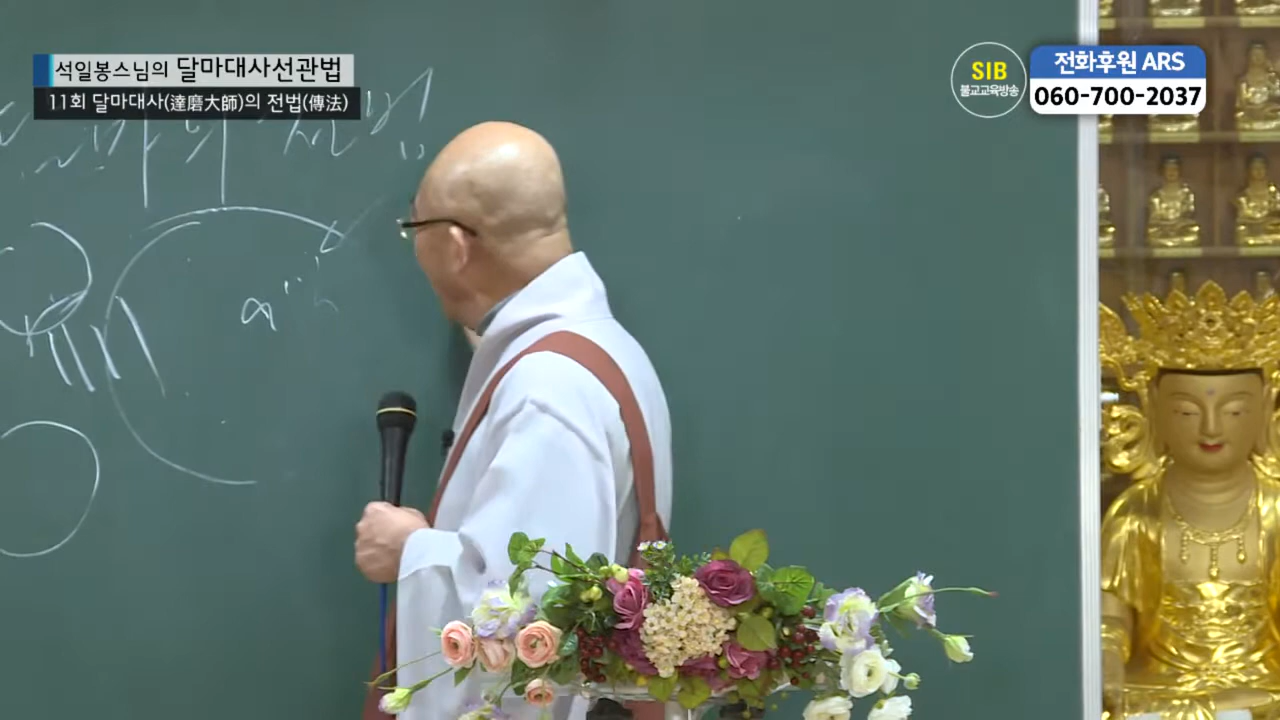 석일봉스님의 달마대사선관법
11회 달마대사(達磨大師)의 전법(傳法)
SIB
불교교육방송
전화후원 ARS
060-700-2037